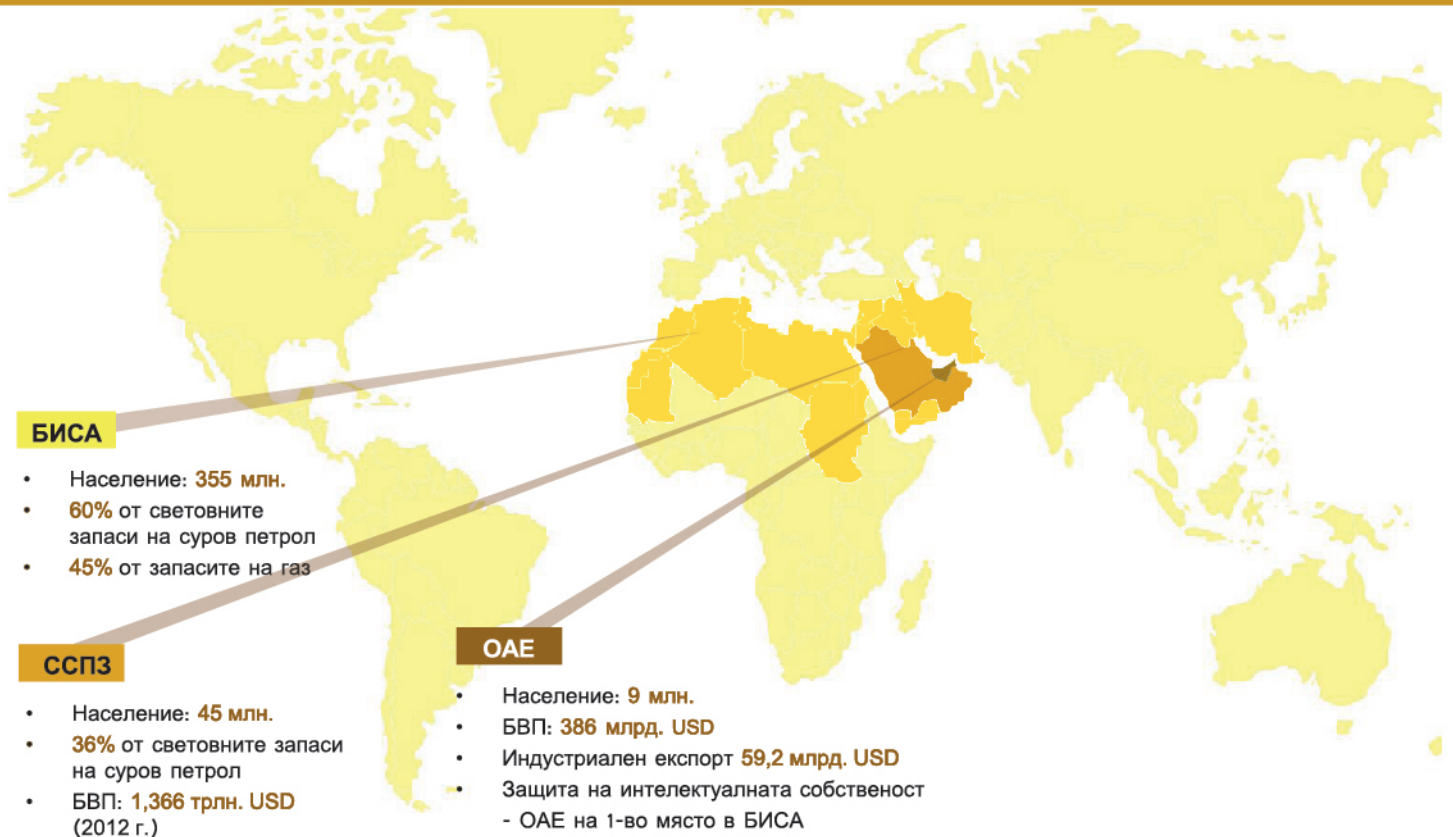 БИСА
• Население: 355 млн.
• 60% от световните
запаси на суров петрол
• 45% от запасите на газ
ССПЗ
• Население: 45 млн.
• 36% от световните запаси
на суров петрол
• БВП: 1,366 трлн. USD
(2012 г.)
ОАЕ
• Население: 9 млн.
• БВП: 386 млрд. USD
• Индустриален експорт 59,2 млрд. USD
• Защита на интелектуалната собственост
- ОАЕ на 1-во място в БИСА